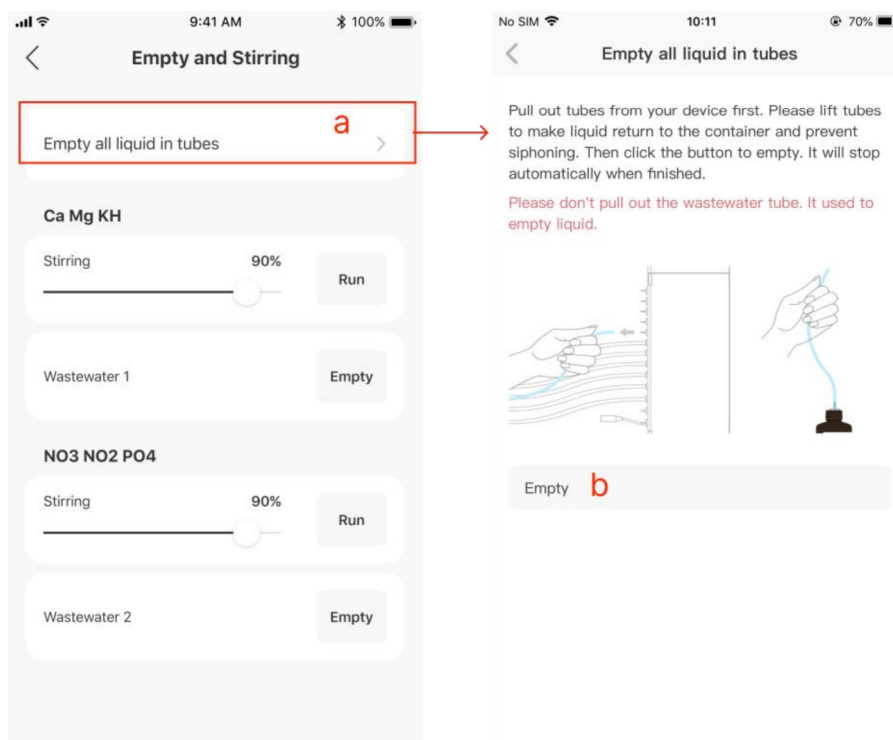 9:41 AM
100%
Empty and Stirring
Empty all liquid in tubes
a
Ca Mg KH
Stirring
90%
Run
Wastewater 1
Empty
NO3 NO2 PO4
Stirring
90%
Run
Wastewater 2
Empty
No SIM
10:11
70%
Empty all liquid in tubes
Pull out tubes from your device first. Please lift tubes
to make liquid return to the container and prevent
siphoning. Then click the button to empty. It will stop
automatically when finished.
Please don't pull out the wastewater tube. It used to
empty liquid.
Empty
b